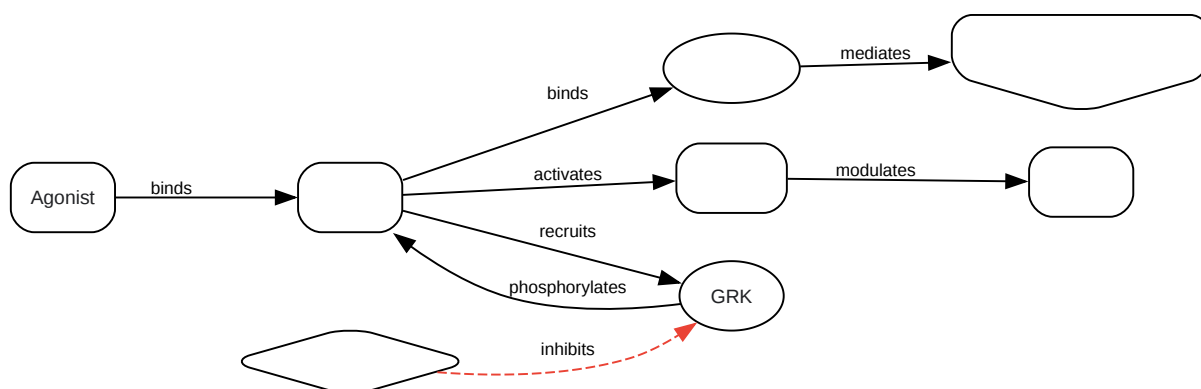 mediates
binds
activates
modulates
Agonist
binds
recruits
phosphorylates
GRK
inhibits